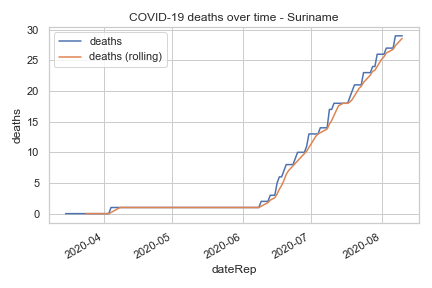 COVID-19 deaths over time - Suriname
deaths
deaths (rolling)
30
25
20
15
10
5
0
deaths
2020-04
2020-05
2020-06
2020-07
2020-08
dateRep